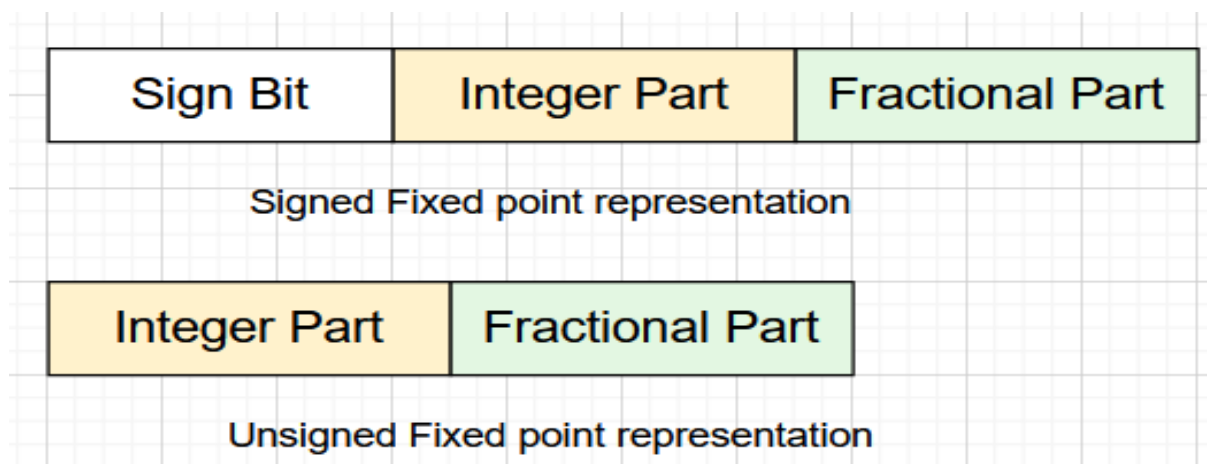 Sign Bit Integer Part Fractional Part
Signed Fixed point representation
Integer Part Fractional Part
Unsigned Fixed point representation